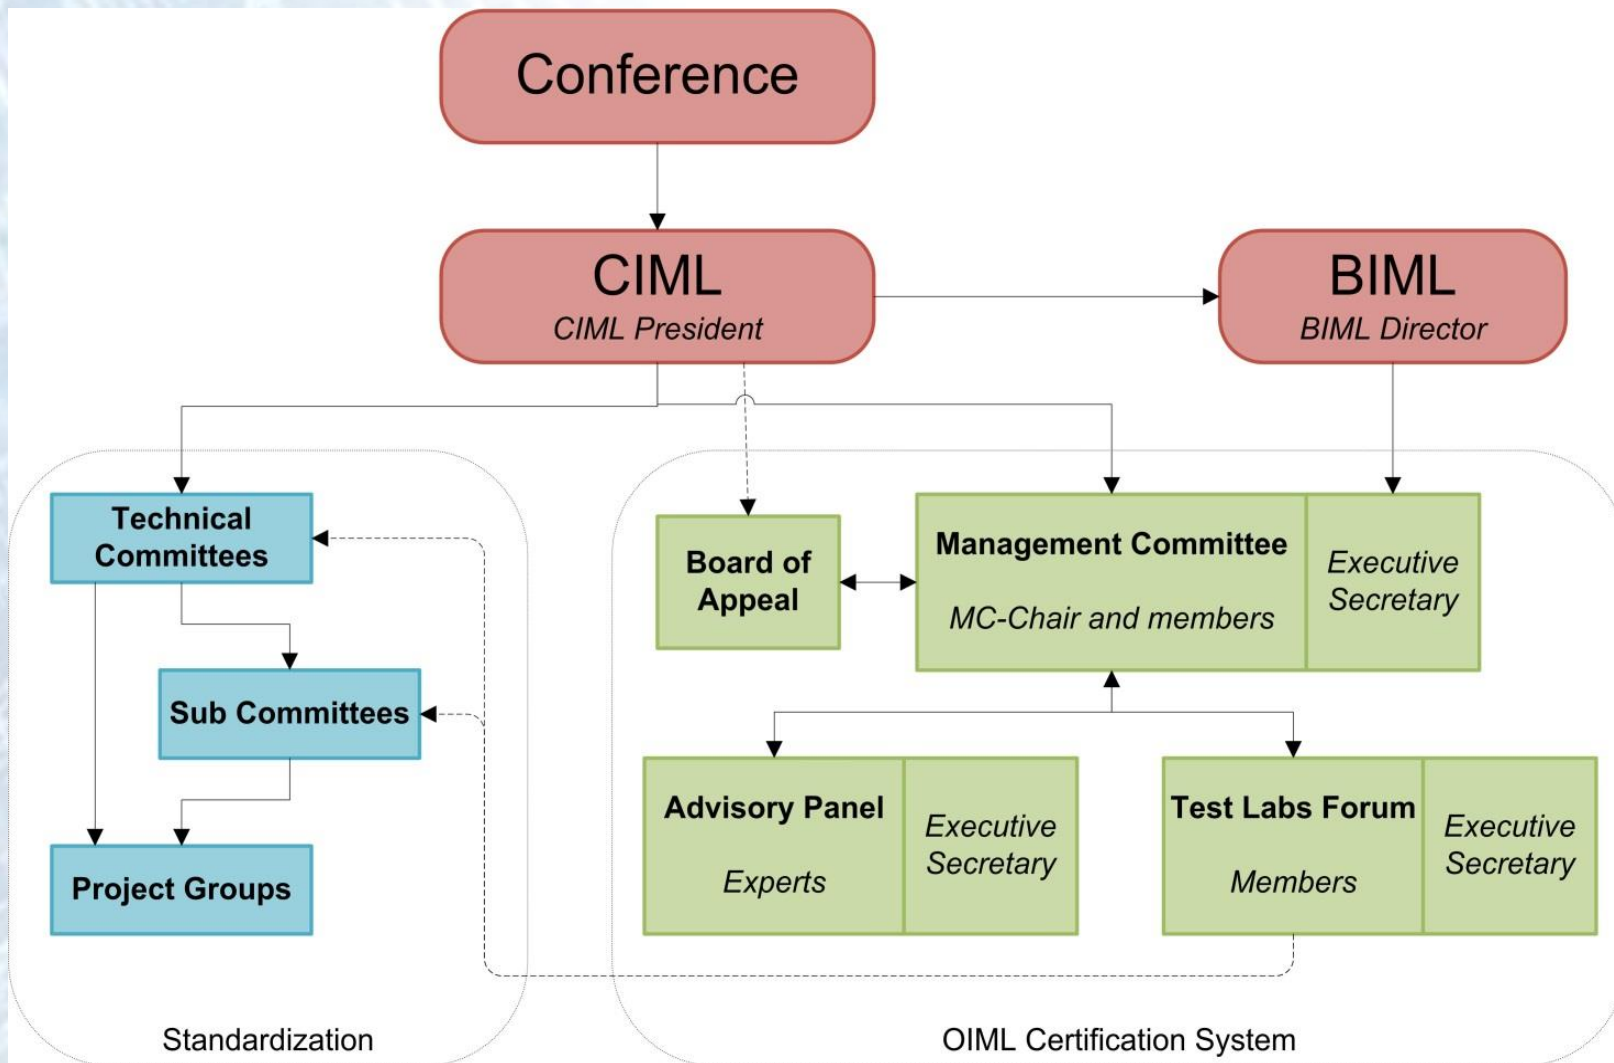 Conference
CIML
CIML President
BIML
BIML Director
Technical
Committees
Sub Committees
Project Groups
Standardization
Board of
Appeal
Management Committee
MC-Chair and members
Executive
Secretary
Advisory Panel
Experts
Executive
Secretary
Test Labs Forum
Members
Executive
Secretary
OIML Certification System